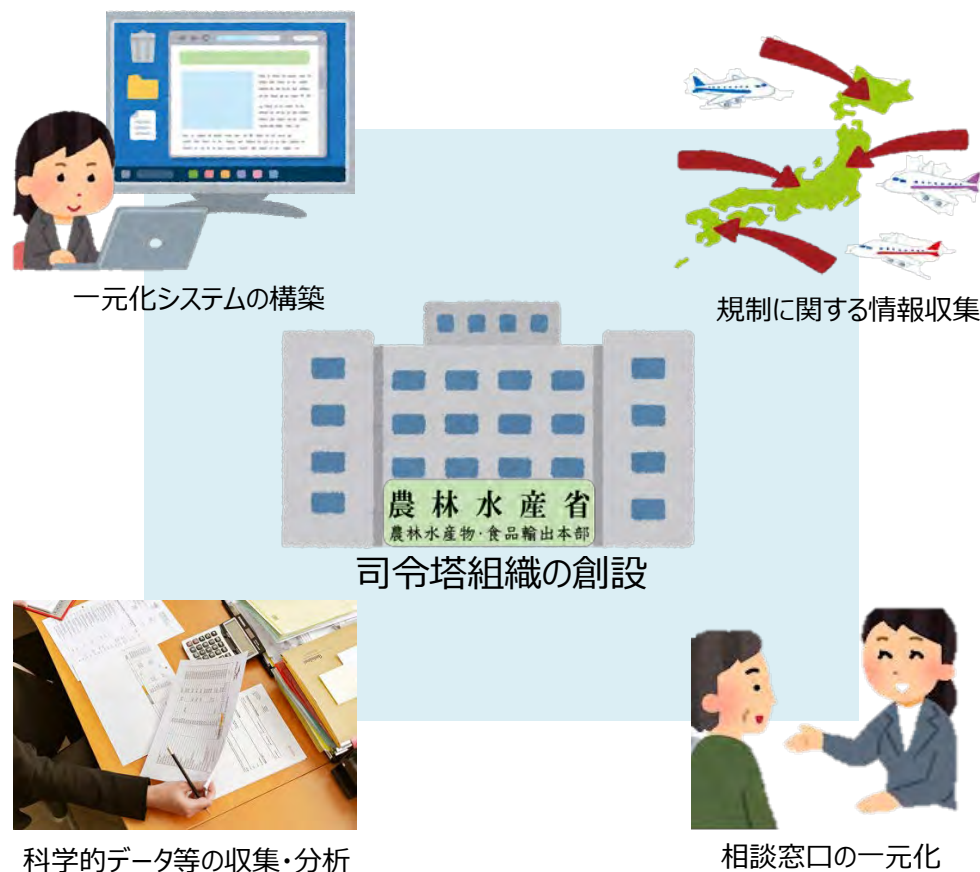 一元化システムの構築
規制に関する情報収集
農林水産省
農林水産物・食品輸出本部
司令塔組織の創設
科学的データ等の収集・分析
相談窓口の一元化